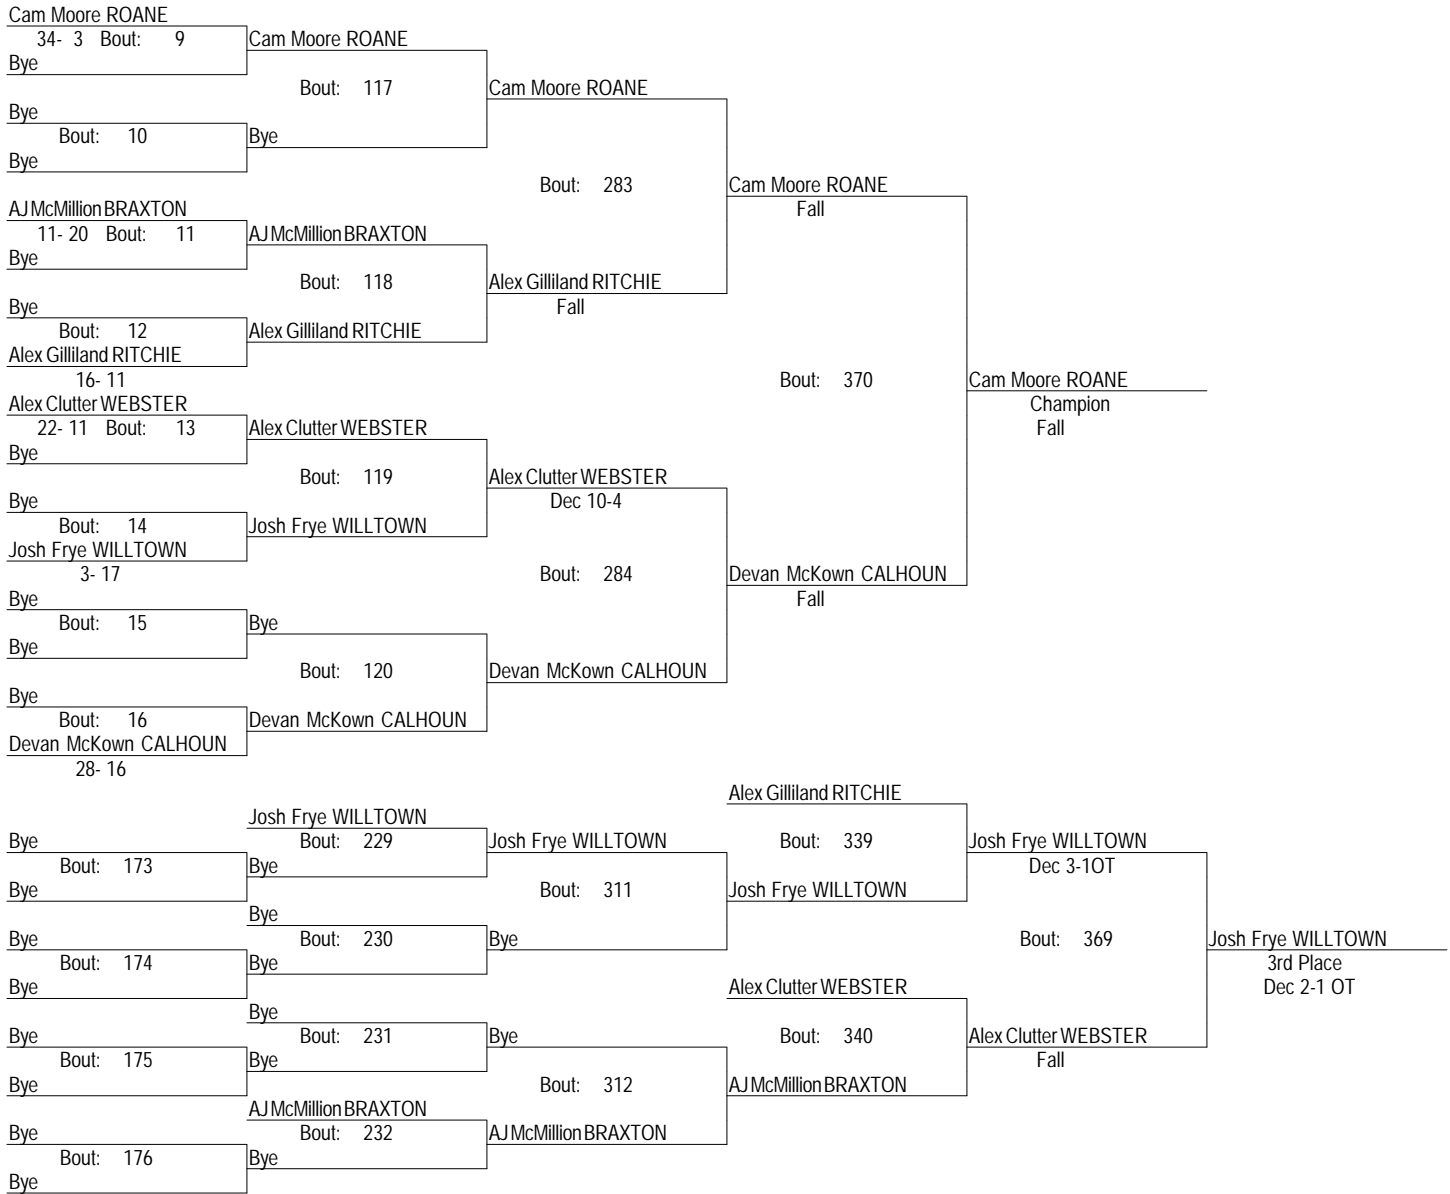 Cam Moore ROANE
34- 3 Bout: 9 Cam Moore ROANE
Bye
Bout: 117 Cam Moore ROANE
Bye
Bout: 10 Bye
Bye
Bout: 283 Cam Moore ROANE
AJ McMillion BRAXTON Fall
11- 20 Bout: 11 AJ McMillion BRAXTON
Bye
Bout: 118 Alex Gilliland RITCHIE
Bye Fall
Bout: 12 Alex Gilliland RITCHIE
Alex Gilliland RITCHIE
16- 11 Bout: 370 Cam Moore ROANE
Alex Clutter WEBSTER Champion
22- 11 Bout: 13 Alex Clutter WEBSTER Fall
Bye
Bout: 119 Alex Clutter WEBSTER
Bye Dec 10-4
Bout: 14 Josh Frye WILLTOWN
Josh Frye WILLTOWN
3- 17 Bout: 284 Devan McKown CALHOUN
Bye Fall
Bout: 15 Bye
Bye
Bout: 120 Devan McKown CALHOUN
Bye
Bout: 16 Devan McKown CALHOUN
Devan McKown CALHOUN
28- 16
Alex Gilliland RITCHIE
Josh Frye WILLTOWN
Bye Bout: 229 Josh Frye WILLTOWN Bout: 339 Josh Frye WILLTOWN
Bout: 173 Bye Dec 3-1OT
Bye Bout: 311 Josh Frye WILLTOWN
Bye
Bye Bout: 230 Bye Bout: 369 Josh Frye WILLTOWN
Bout: 174 Bye 3rd Place
Bye Alex Clutter WEBSTER Dec 2-1 OT
Bye
Bye Bout: 231 Bye Bout: 340 Alex Clutter WEBSTER
Bout: 175 Bye Fall
Bye Bout: 312 AJ McMillion BRAXTON
AJ McMillion BRAXTON
Bye Bout: 232 AJ McMillion BRAXTON
Bout: 176 Bye
Bye